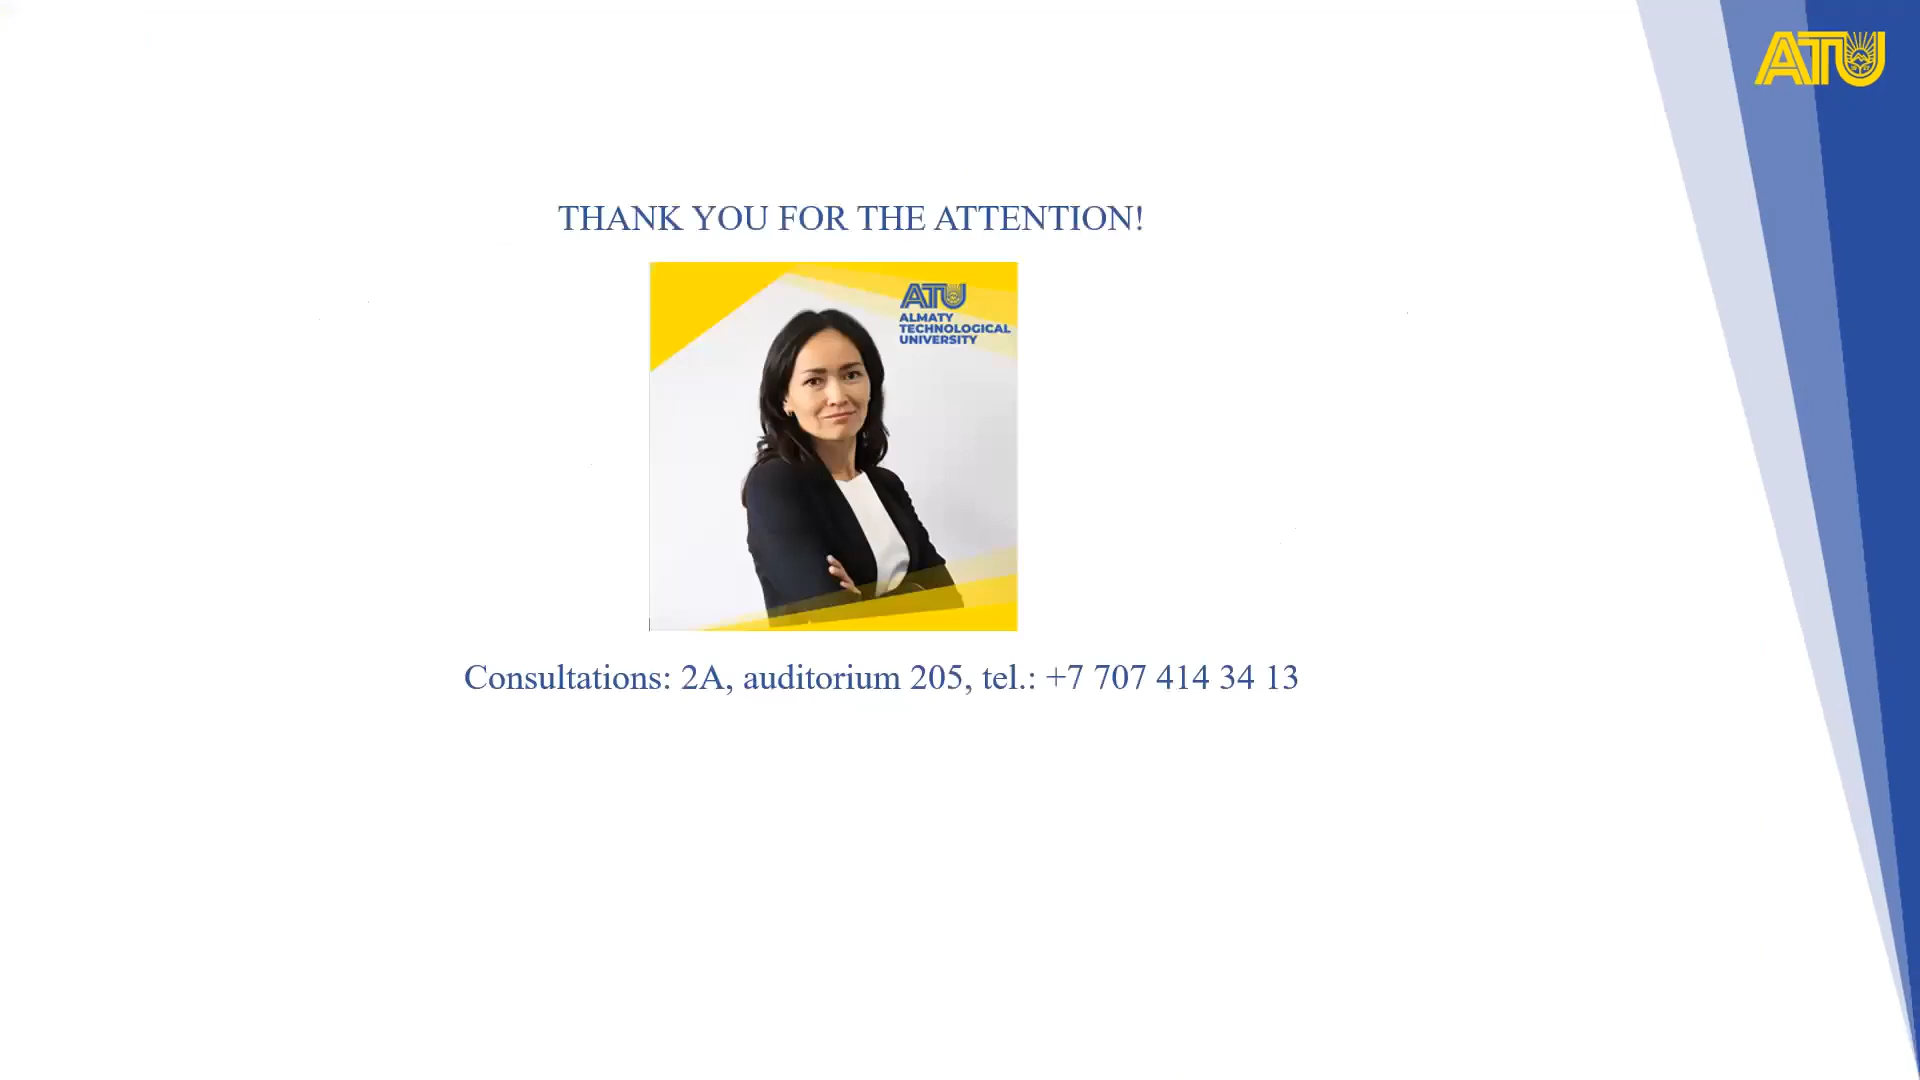 ATU
THANK YOU FOR THE ATTENTION!
ATU
ALMATY
TECHNOLOGICAL
UNIVERSITY
Consultations: 2A, auditorium 205, tel.: +7 707 414 34 13